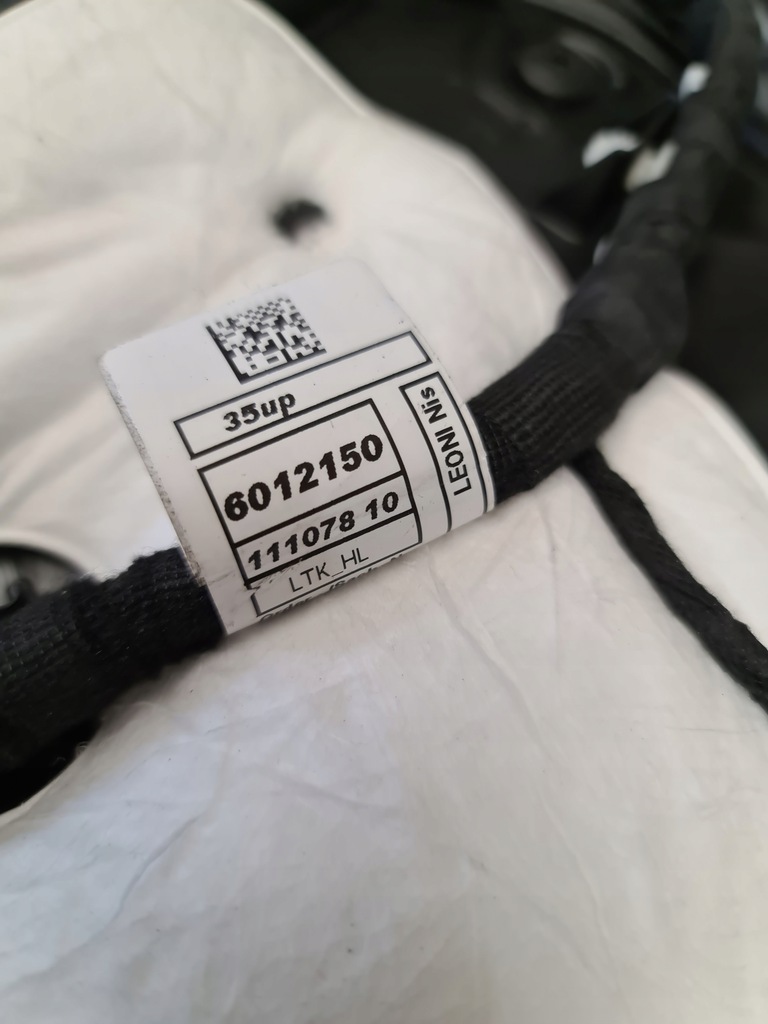 35up
6012150
111078 10
LTK_HL
LEONI Nis